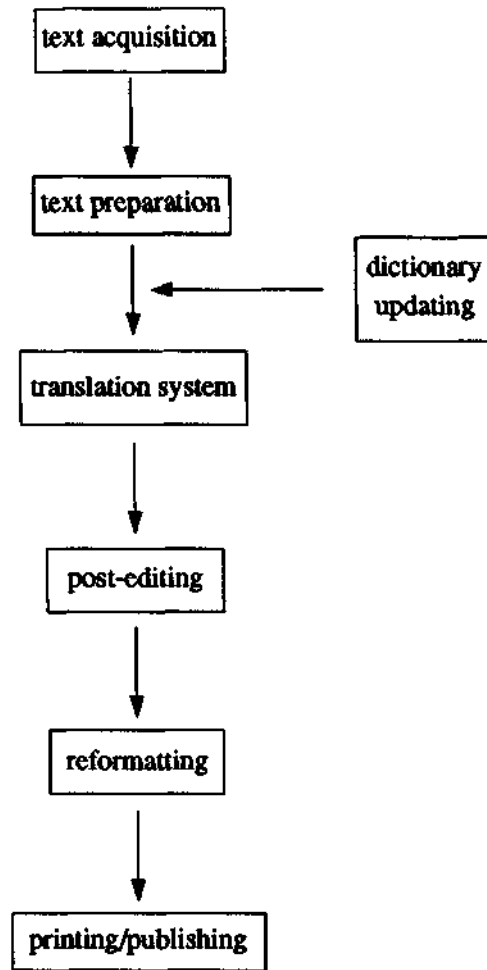 text acquisition
text preparation
dictionary
updating
translation system
post-editing
reformatting
printing/publishing